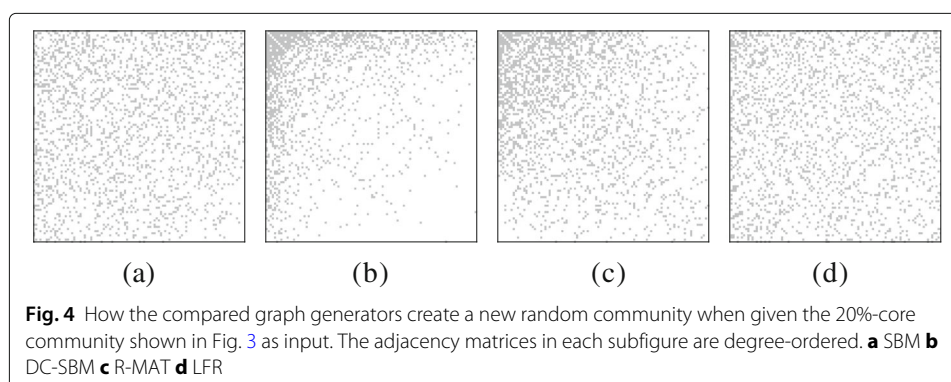 (a) (b) (c) (d)
Fig. 4 How the compared graph generators create a new random community when given the 20%-core
community shown in Fig. 3 as input. The adjacency matrices in each subfigure are degree-ordered. a SBM b
DC-SBM c R-MAT d LFR